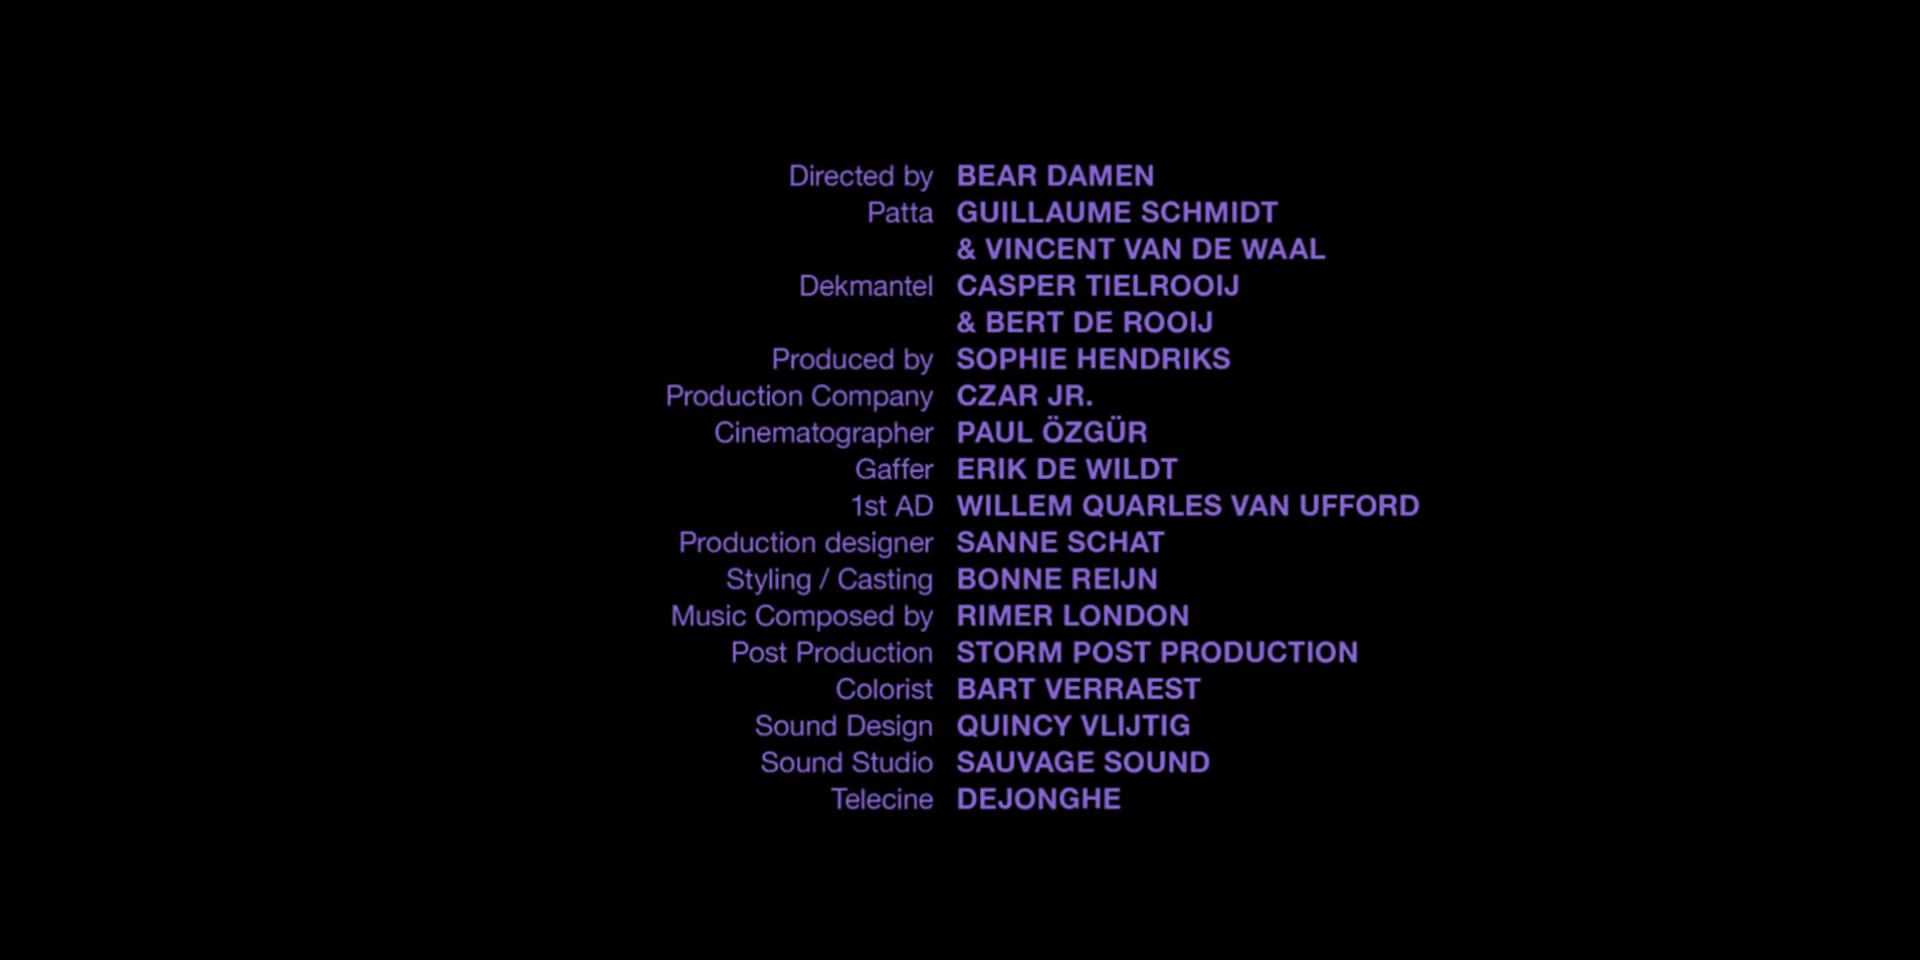 Directed by BEAR DAMEN
Patta GUILLAUME SCHMIDT
& VINCENT VAN DE WAAL
Dekmantel CASPER TIELROOIJ
& BERT DE ROOIJ
Produced by SOPHIE HENDRIKS
Production Company CZAR JR.
Cinematographer PAUL ÖZGÜR
Gaffer ERIK DE WILDT
1st AD WILLEM QUARLES VAN UFFORD
Production designer SANNE SCHAT
Styling / Casting BONNE REIJN
Music Composed by RIMER LONDON
Post Production STORM POST PRODUCTION
Colorist BART VERRAEST
Sound Design QUINCY VLIJTIG
Sound Studio SAUVAGE SOUND
Telecine DEJONGHE